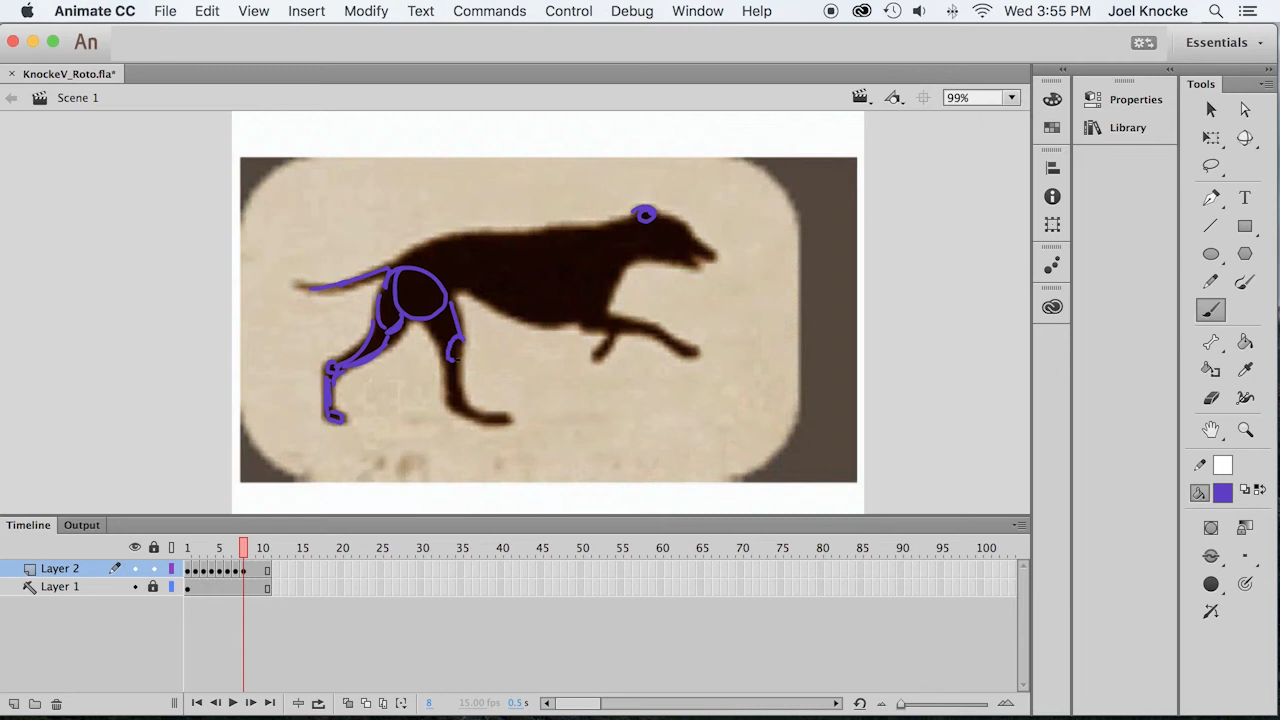 Animate CC File Edit View Insert Modify Text Commands Control Debug Window Help Wed 3:55 PM Joel Knocke
An Essentials
× KnockeV_Roto.fla*
Scene 1 99%
Tools
Properties
Library
T
Timeline Output
1 5 10 15 20 25 30 35 40 45 50 55 60 65 70 75 80 85 90 95 100
Layer 2
Layer 1
8 15.00 fps 0.5 s